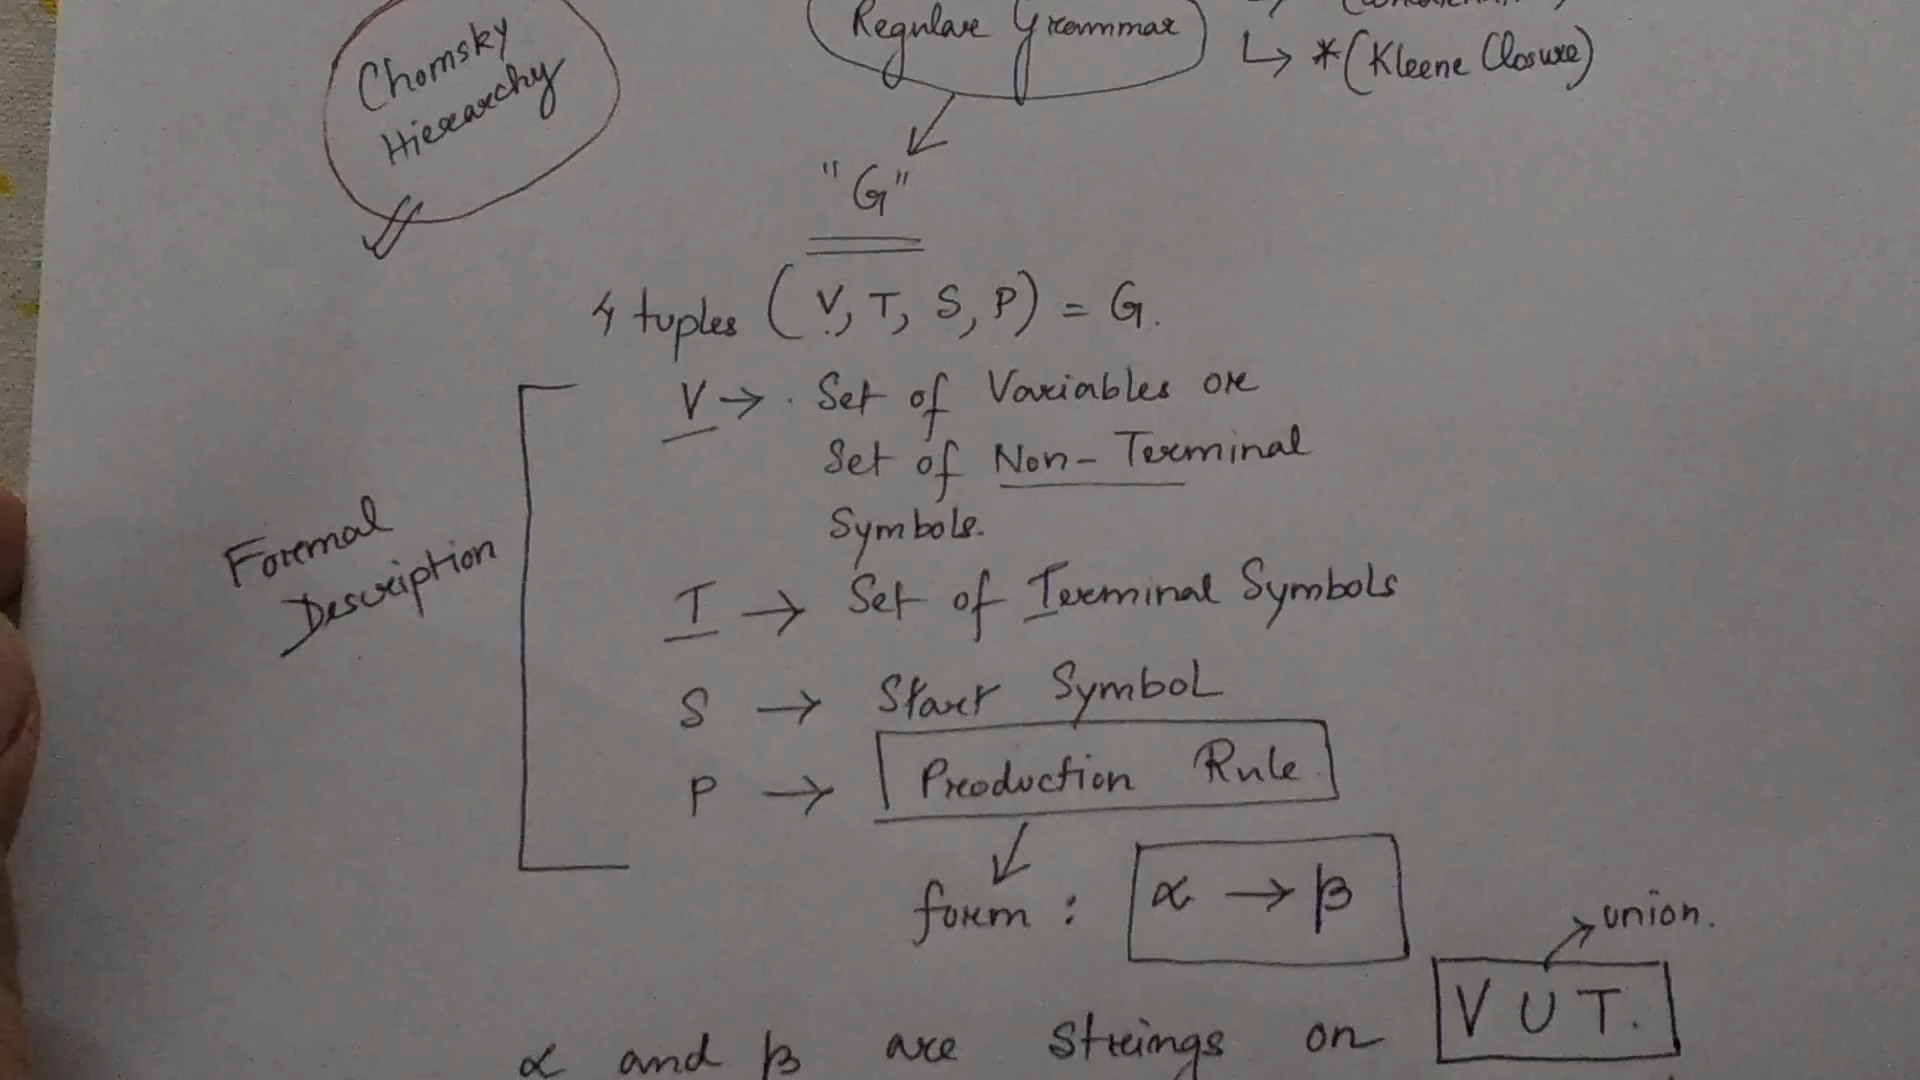 Chomsky
Hierarchy
Regular Grammar
↳ *(Kleene Closure)
"G"
4 tuples (V, T, S, P) = G.
V → . Set of Variables or
Set of Non-Terminal
Symbols.
Formal
Description
T → Set of Terminal Symbols
S → Start Symbol
P → Production Rule.
form : α → β
union.
α and β are strings on V U T.